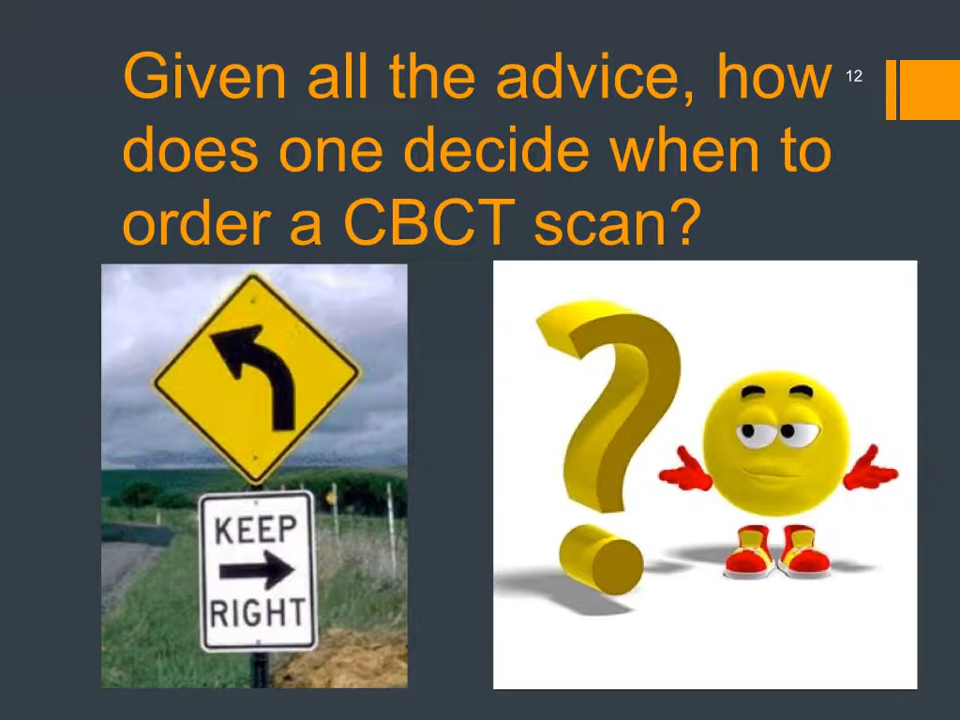 Given all the advice, how
does one decide when to
order a CBCT scan?
12
KEEP
RIGHT